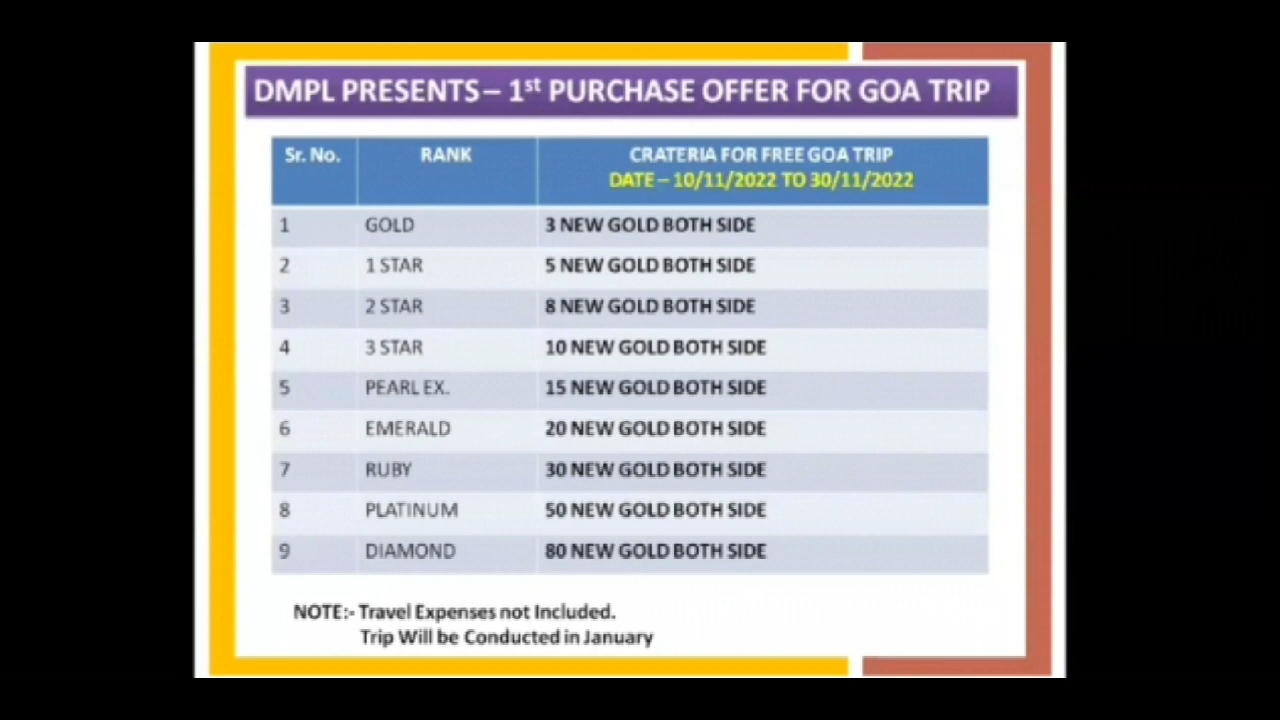 DMPL PRESENTS – 1st PURCHASE OFFER FOR GOA TRIP
Sr. No. RANK CRATERIA FOR FREE GOA TRIP
DATE – 10/11/2022 TO 30/11/2022
1 GOLD 3 NEW GOLD BOTH SIDE
2 1 STAR 5 NEW GOLD BOTH SIDE
3 2 STAR 8 NEW GOLD BOTH SIDE
4 3 STAR 10 NEW GOLD BOTH SIDE
5 PEARL EX. 15 NEW GOLD BOTH SIDE
6 EMERALD 20 NEW GOLD BOTH SIDE
7 RUBY 30 NEW GOLD BOTH SIDE
8 PLATINUM 50 NEW GOLD BOTH SIDE
9 DIAMOND 80 NEW GOLD BOTH SIDE
NOTE:- Travel Expenses not Included.
Trip Will be Conducted in January